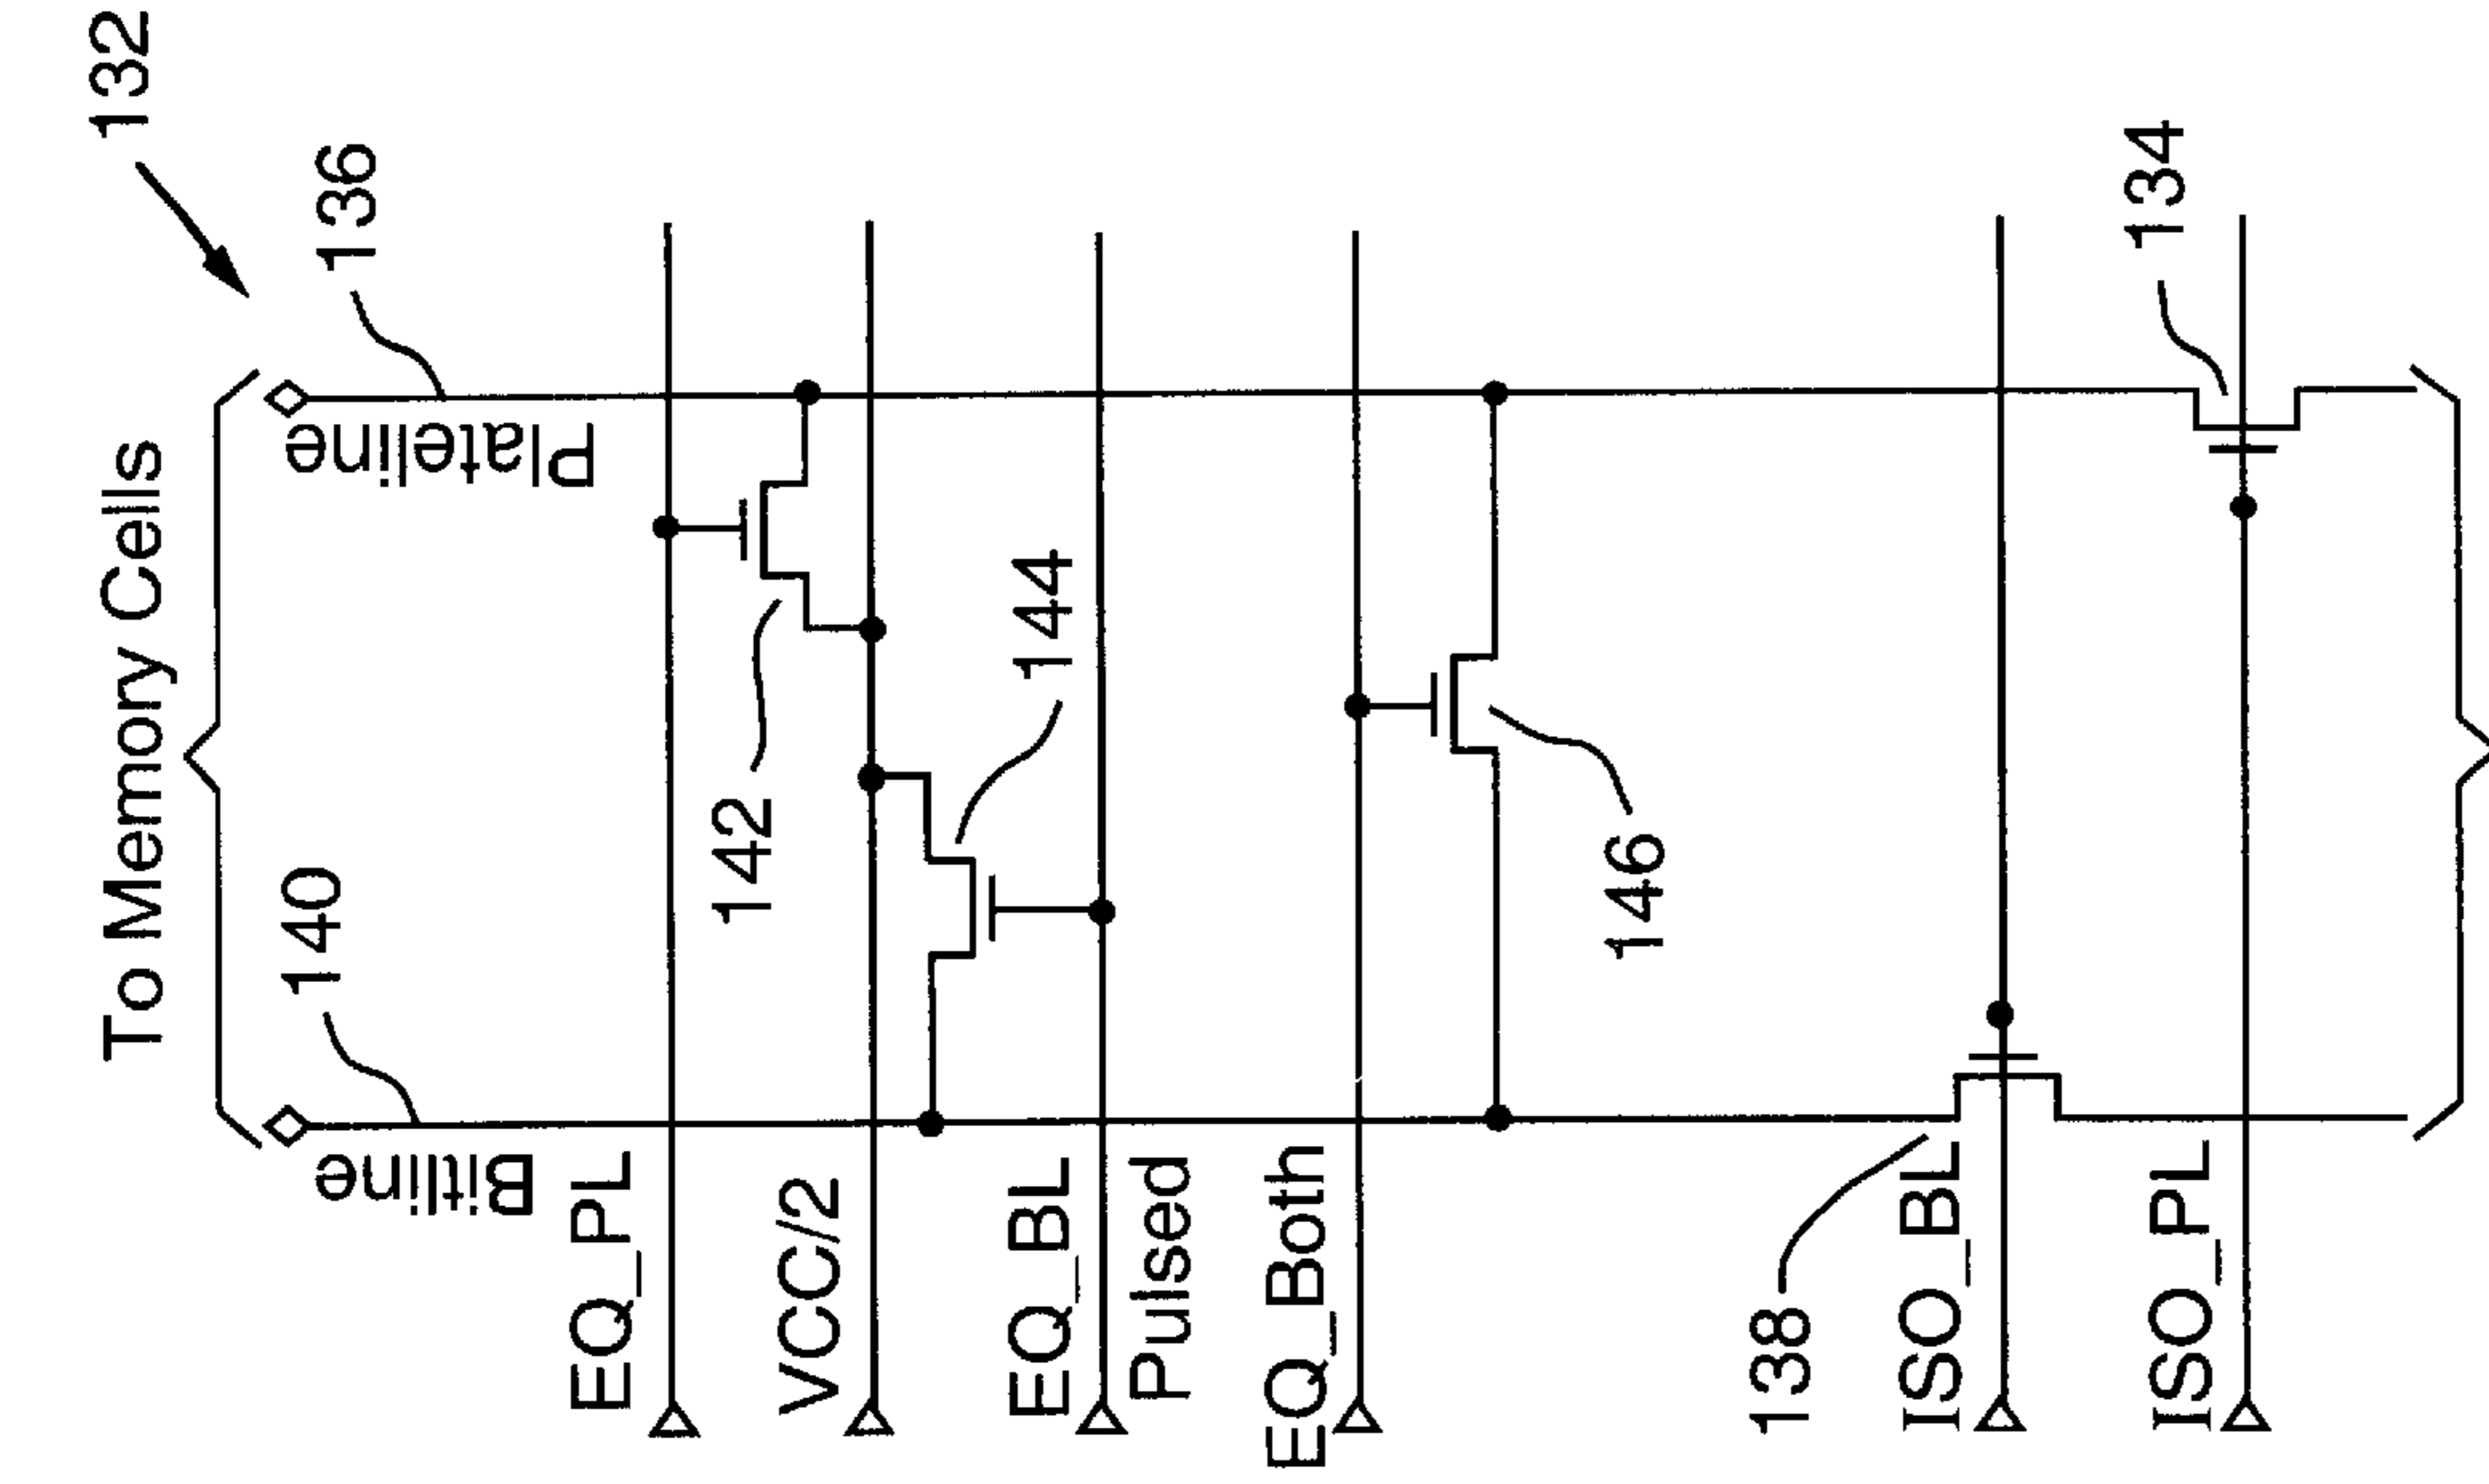 132
To Memory Cells
140
136
Bitline
Plateline
EQ_PL
142
VCC/2
144
EQ_BL
Pulsed
EQ_Both
146
138
ISO_BL
134
ISO_PL